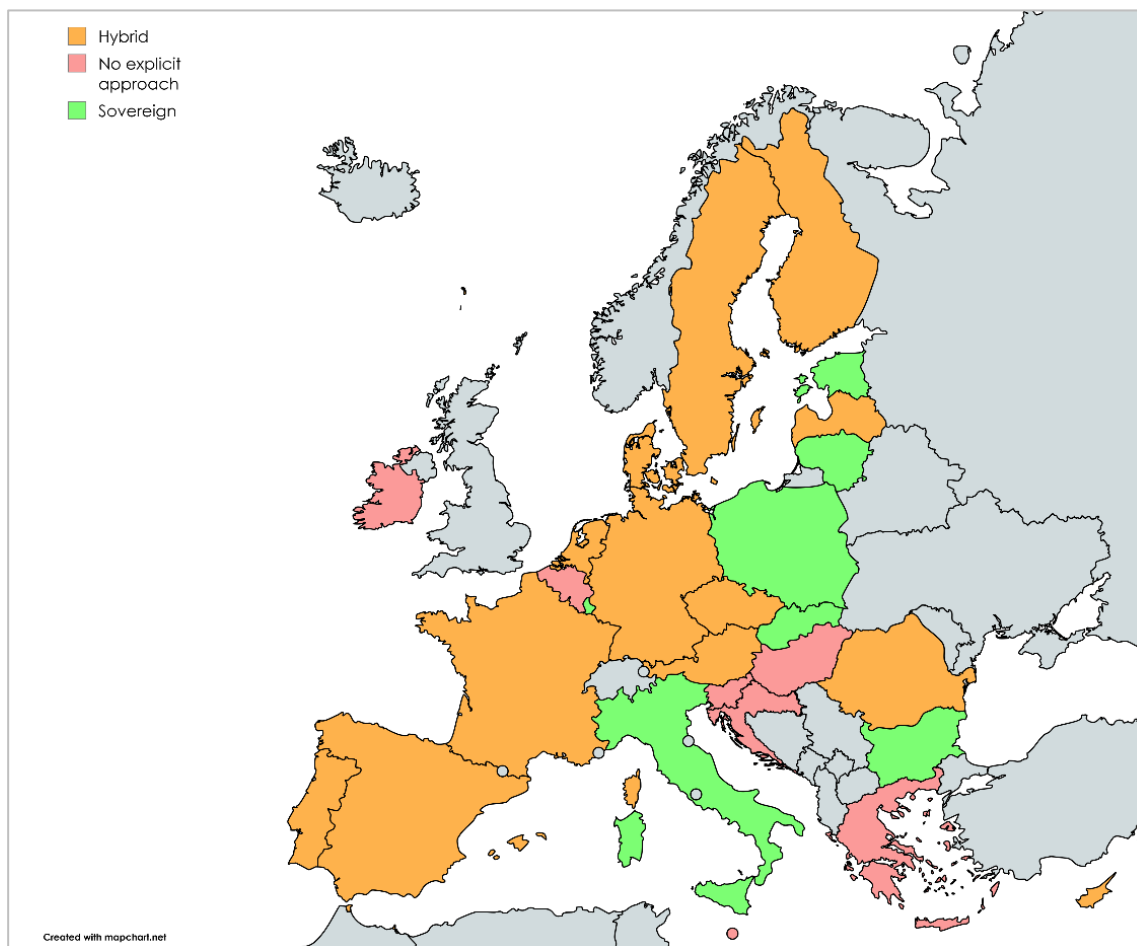 Hybrid
No explicit
approach
Sovereign
Created with mapchart.net